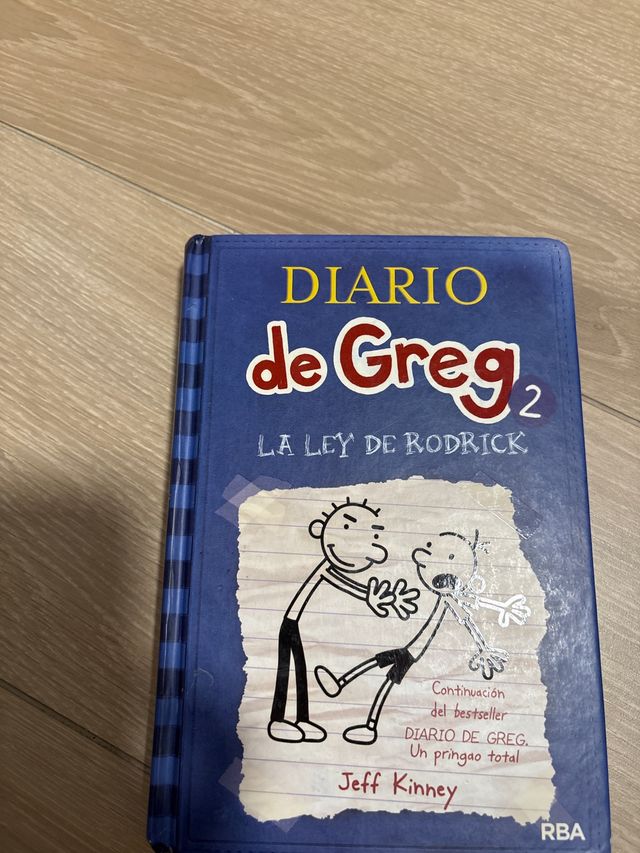 DIARIO
de Greg 2
LA LEY DE RODRICK
Continuación
del bestseller
DIARIO DE GREG.
Un pringao total
Jeff Kinney
RBA